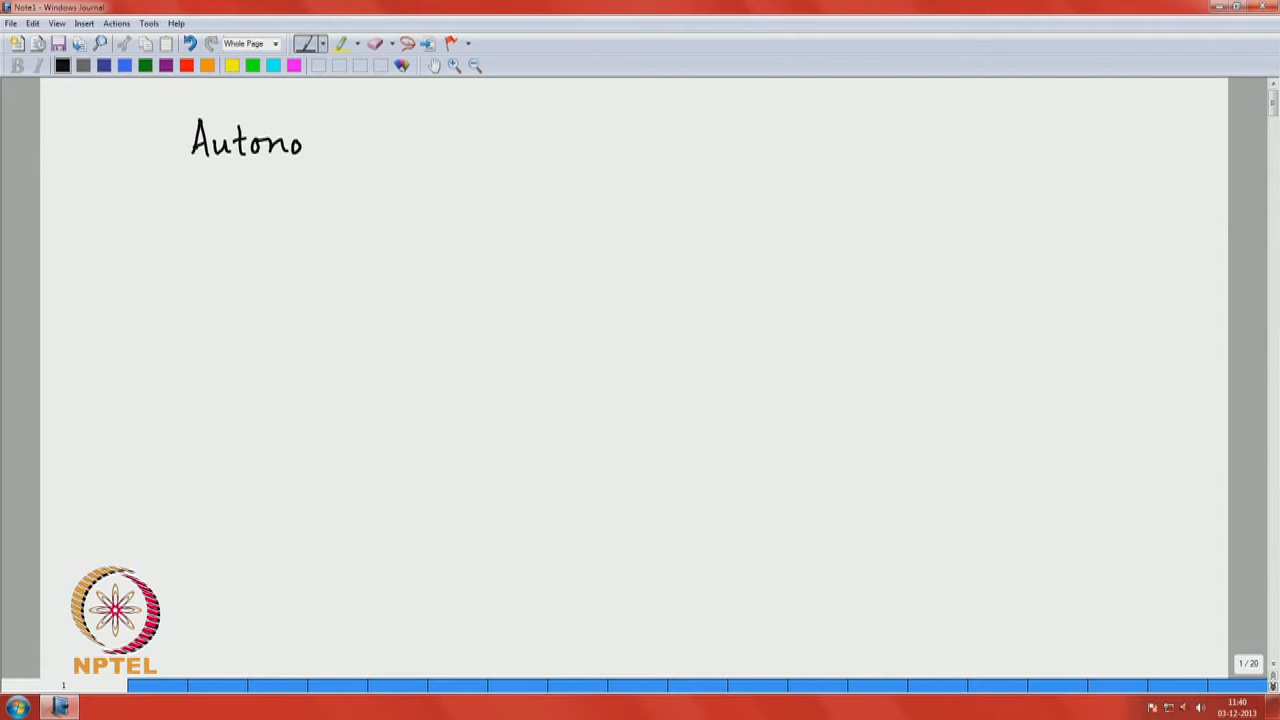 Note1 - Windows Journal
File Edit View Insert Actions Tools Help
Whole Page
B I
Autono
NPTEL
1 / 20
1
11:40
03-12-2013